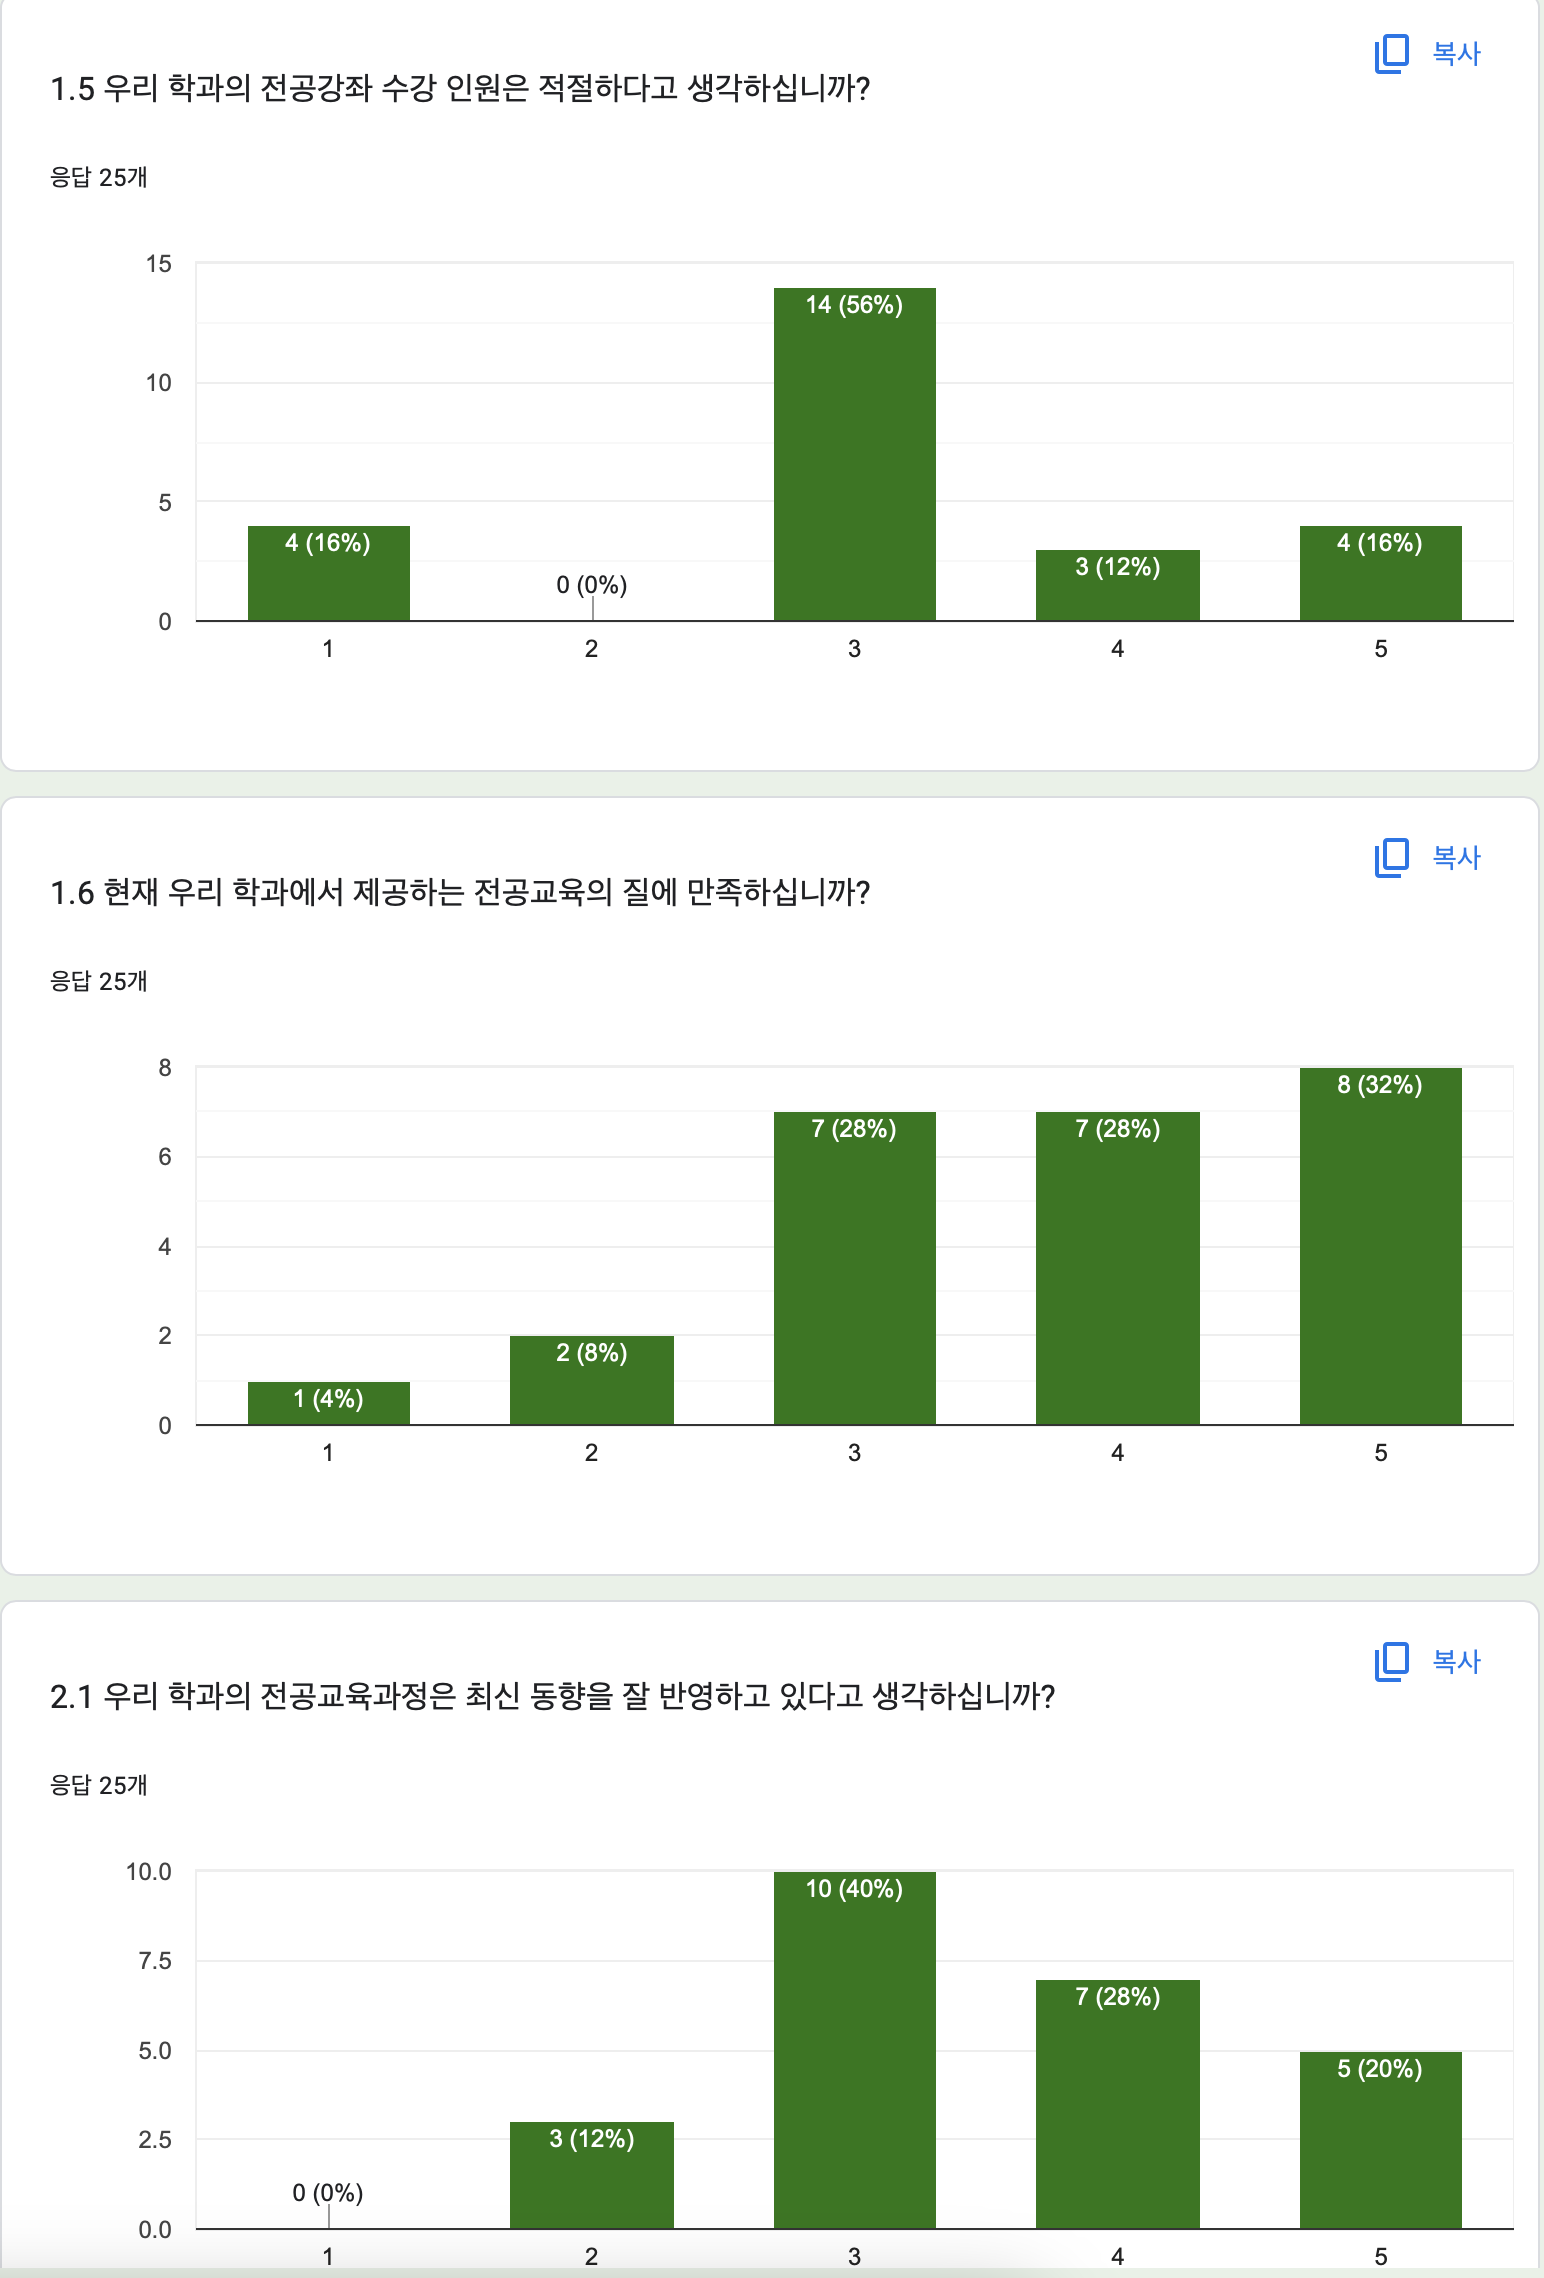 복사
1.5 우리 학과의 전공강좌 수강 인원은 적절하다고 생각하십니까?
응답 25개
15
10
5
0
4 (16%)
0 (0%)
14 (56%)
3 (12%)
4 (16%)
1 2 3 4 5
복사
1.6 현재 우리 학과에서 제공하는 전공교육의 질에 만족하십니까?
응답 25개
8
6
4
2
0
1 (4%)
2 (8%)
7 (28%)
7 (28%)
8 (32%)
1 2 3 4 5
복사
2.1 우리 학과의 전공교육과정은 최신 동향을 잘 반영하고 있다고 생각하십니까?
응답 25개
10.0
7.5
5.0
2.5
0.0
0 (0%)
3 (12%)
10 (40%)
7 (28%)
5 (20%)
1 2 3 4 5